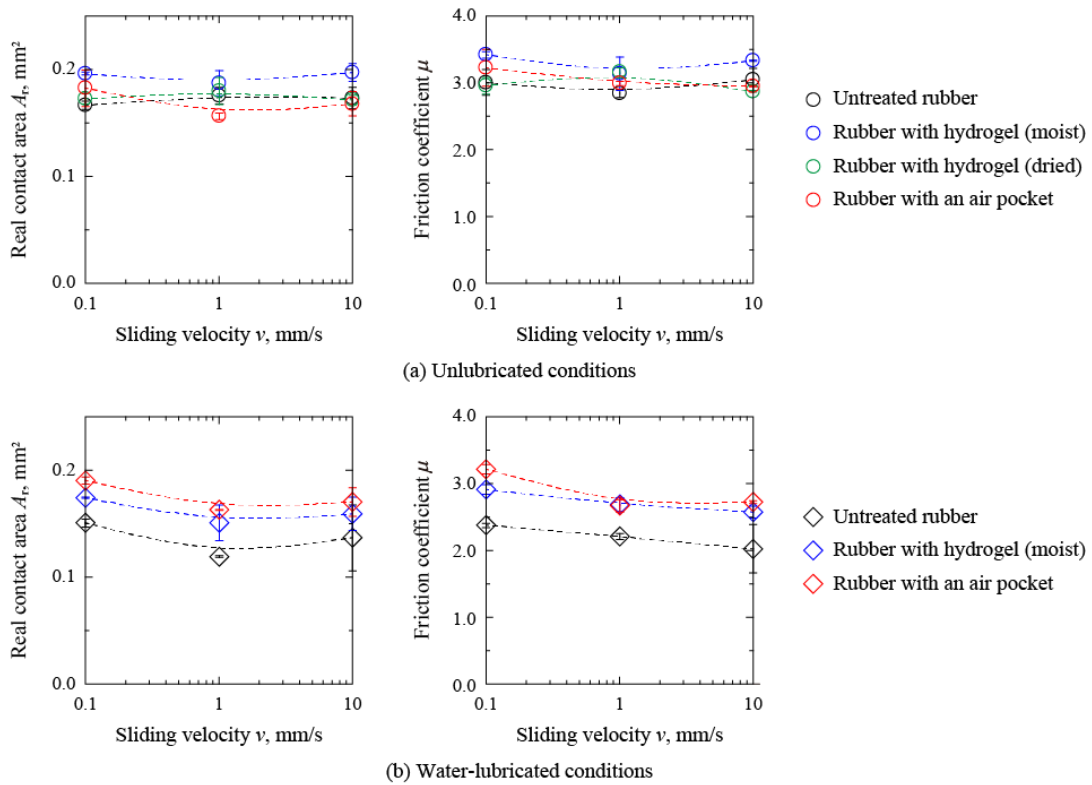 Real contact area Aᵣ, mm²
0.2
0.1
0.0
0.1
1
10
Sliding velocity v, mm/s
Friction coefficient μ
4.0
3.0
2.0
1.0
0.0
0.1
1
10
Sliding velocity v, mm/s
Untreated rubber
Rubber with hydrogel (moist)
Rubber with hydrogel (dried)
Rubber with an air pocket
(a) Unlubricated conditions
Real contact area Aᵣ, mm²
0.2
0.1
0.0
0.1
1
10
Sliding velocity v, mm/s
Friction coefficient μ
4.0
3.0
2.0
1.0
0.0
0.1
1
10
Sliding velocity v, mm/s
Untreated rubber
Rubber with hydrogel (moist)
Rubber with an air pocket
(b) Water-lubricated conditions